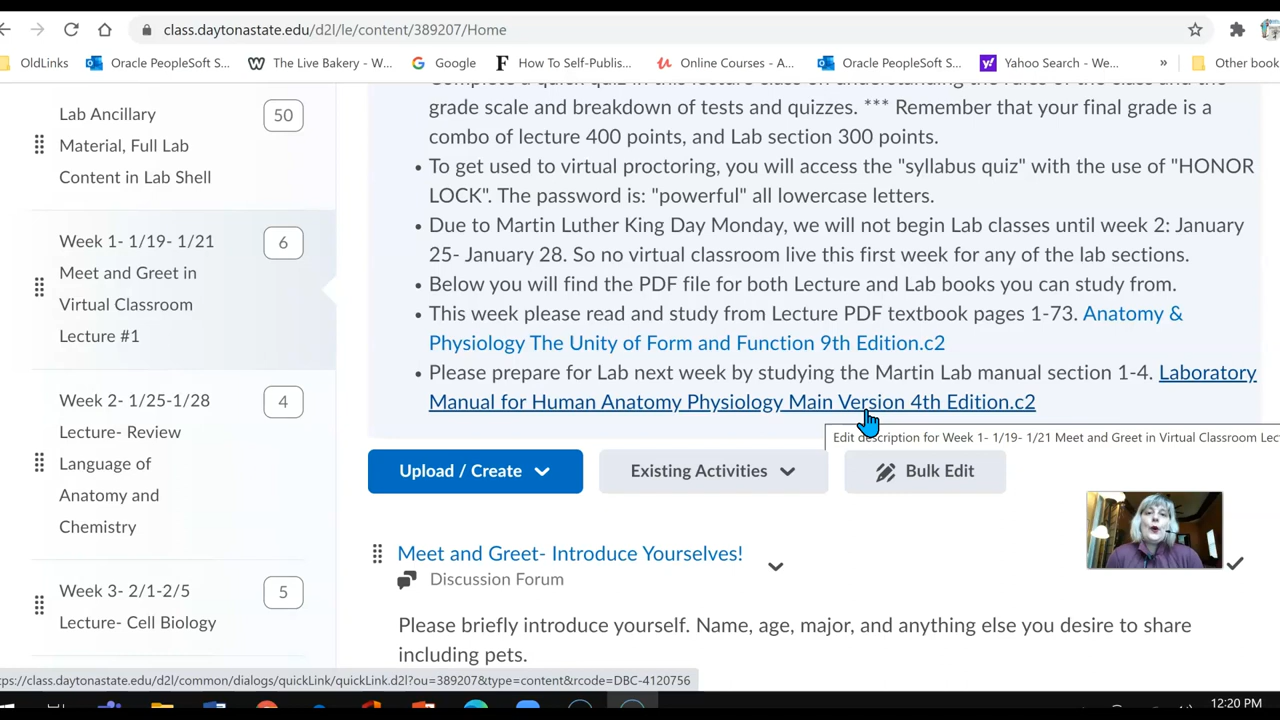 class.daytonastate.edu/d2l/le/content/389207/Home
OldLinks
Oracle PeopleSoft S...
The Live Bakery - W...
Google
How To Self-Publis...
Online Courses - A...
Oracle PeopleSoft S...
Yahoo Search - We...
»
Other book
Lab Ancillary
Material, Full Lab
Content in Lab Shell
50
Week 1- 1/19- 1/21
Meet and Greet in
Virtual Classroom
Lecture #1
6
Week 2- 1/25-1/28
Lecture- Review
Language of
Anatomy and
Chemistry
4
Week 3- 2/1-2/5
Lecture- Cell Biology
5
grade scale and breakdown of tests and quizzes. *** Remember that your final grade is a
combo of lecture 400 points, and Lab section 300 points.
• To get used to virtual proctoring, you will access the "syllabus quiz" with the use of "HONOR
LOCK". The password is: "powerful" all lowercase letters.
• Due to Martin Luther King Day Monday, we will not begin Lab classes until week 2: January
25- January 28. So no virtual classroom live this first week for any of the lab sections.
• Below you will find the PDF file for both Lecture and Lab books you can study from.
• This week please read and study from Lecture PDF textbook pages 1-73. Anatomy &
Physiology The Unity of Form and Function 9th Edition.c2
• Please prepare for Lab next week by studying the Martin Lab manual section 1-4. Laboratory
Manual for Human Anatomy Physiology Main Version 4th Edition.c2
Edit description for Week 1- 1/19- 1/21 Meet and Greet in Virtual Classroom Lec
Upload / Create
Existing Activities
Bulk Edit
Meet and Greet- Introduce Yourselves!
Discussion Forum
Please briefly introduce yourself. Name, age, major, and anything else you desire to share
including pets.
ps://class.daytonastate.edu/d2l/common/dialogs/quickLink/quickLink.d2l?ou=389207&type=content&rcode=DBC-4120756
12:20 PM